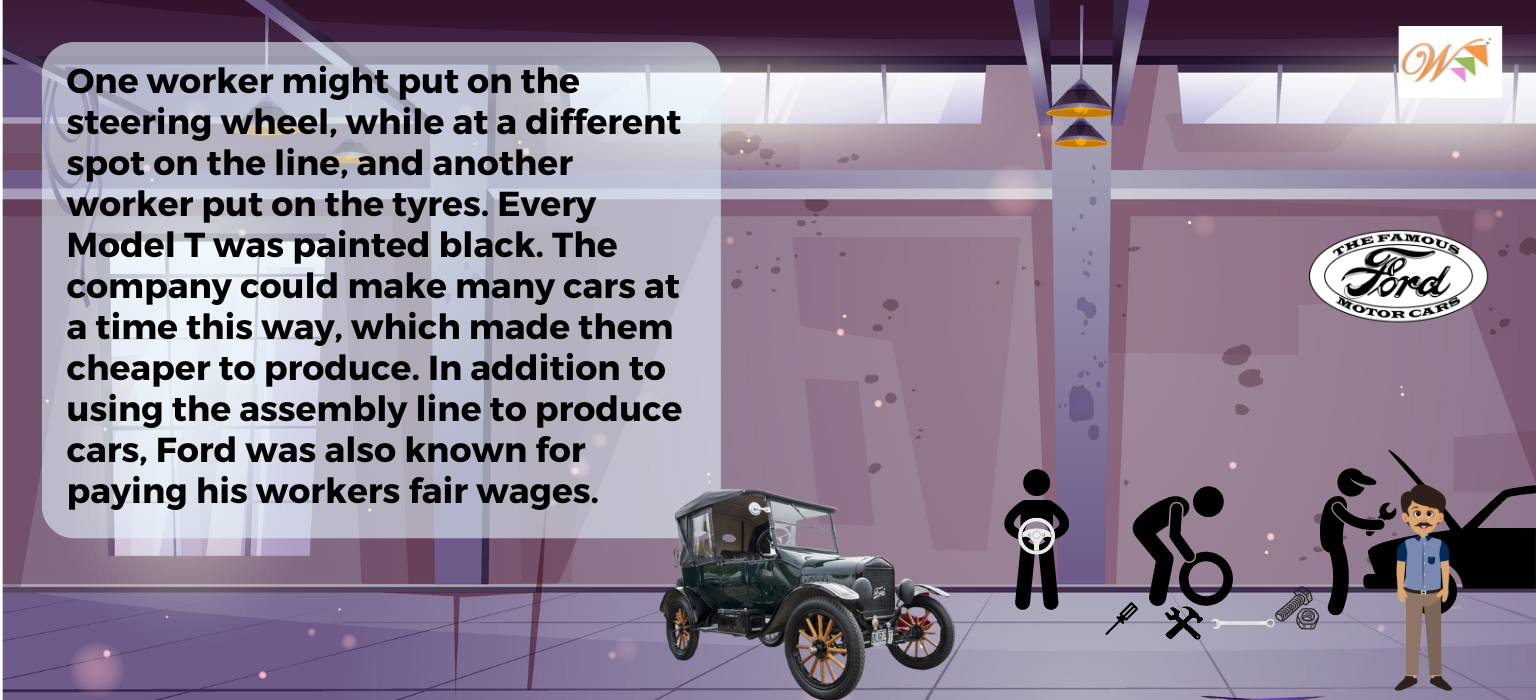 One worker might put on the
steering wheel, while at a different
spot on the line, and another
worker put on the tyres. Every
Model T was painted black. The
company could make many cars at
a time this way, which made them
cheaper to produce. In addition to
using the assembly line to produce
cars, Ford was also known for
paying his workers fair wages.
W
THE FAMOUS
Ford
MOTOR CARS
Ford